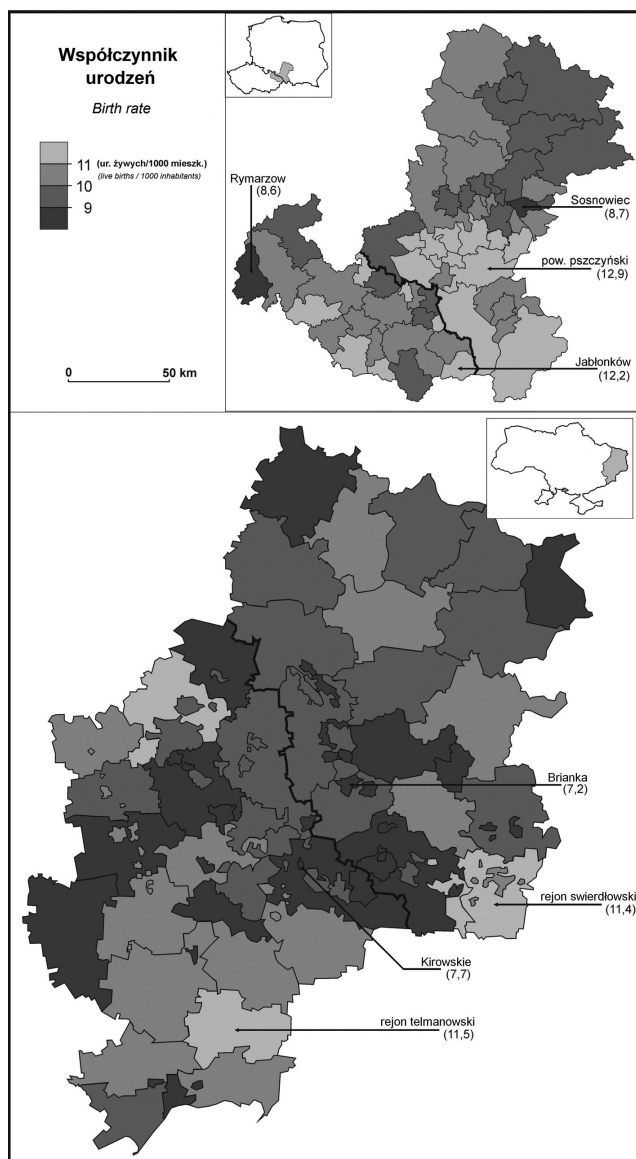 Współczynnik
urodzeń
Birth rate
11 (ur. żywych/1000 mieszk.)
(live births / 1000 inhabitants)
10
9
0 50 km
Rymarzow
(8,6)
Sosnowiec
(8,7)
pow. pszczyński
(12,9)
Jabłonków
(12,2)
Brianka
(7,2)
rejon swierdłowski
(11,4)
Kirowskie
(7,7)
rejon telmanowski
(11,5)